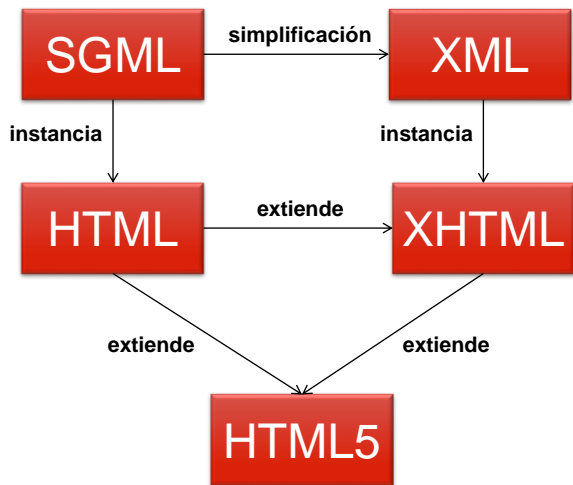 SGML
simplificación
XML
instancia
instancia
HTML
extiende
XHTML
extiende
extiende
HTML5